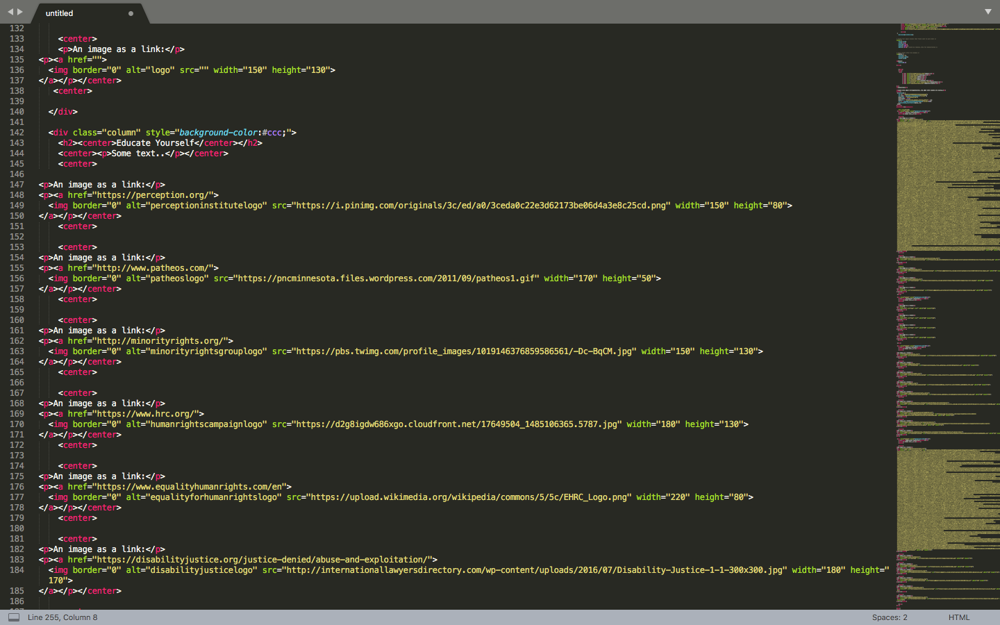 untitled
132
133 <center>
134 <p>An image as a link:</p>
135 <p><a href="">
136 <img border="0" alt="logo" src="" width="150" height="130">
137 </a></p></center>
138 <center>
139
140 </div>
141
142 <div class="column" style="background-color:#ccc;">
143 <h2><center>Educate Yourself</center></h2>
144 <center><p>Some text..</p></center>
145 <center>
146
147 <p>An image as a link:</p>
148 <p><a href="https://perception.org/">
149 <img border="0" alt="perceptioninstitutelogo" src="https://i.pinimg.com/originals/3c/ed/a0/3ceda0c22e3d62173be06d4a3e8c25cd.png" width="150" height="80">
150 </a></p></center>
151 <center>
152
153 <center>
154 <p>An image as a link:</p>
155 <p><a href="http://www.patheos.com/">
156 <img border="0" alt="patheoslogo" src="https://pncminnesota.files.wordpress.com/2011/09/patheos1.gif" width="170" height="50">
157 </a></p></center>
158 <center>
159
160 <center>
161 <p>An image as a link:</p>
162 <p><a href="http://minorityrights.org/">
163 <img border="0" alt="minorityrightsgrouplogo" src="https://pbs.twimg.com/profile_images/1019146376859586561/-Dc-BqCM.jpg" width="150" height="130">
164 </a></p></center>
165 <center>
166
167 <center>
168 <p>An image as a link:</p>
169 <p><a href="https://www.hrc.org/">
170 <img border="0" alt="humanrightscampaignlogo" src="https://d2g8igdw686xgo.cloudfront.net/17649504_1485106365.5787.jpg" width="180" height="130">
171 </a></p></center>
172 <center>
173
174 <center>
175 <p>An image as a link:</p>
176 <p><a href="https://www.equalityhumanrights.com/en">
177 <img border="0" alt="equalityforhumanrightslogo" src="https://upload.wikimedia.org/wikipedia/commons/5/5c/EHRC_Logo.png" width="220" height="80">
178 </a></p></center>
179 <center>
180
181 <center>
182 <p>An image as a link:</p>
183 <p><a href="https://disabilityjustice.org/justice-denied/abuse-and-exploitation/">
184 <img border="0" alt="disabilityjusticelogo" src="http://internationallawyersdirectory.com/wp-content/uploads/2016/07/Disability-Justice-1-1-300x300.jpg" width="180" height="
170">
185 </a></p></center>
186
Line 255, Column 8
Spaces: 2
HTML